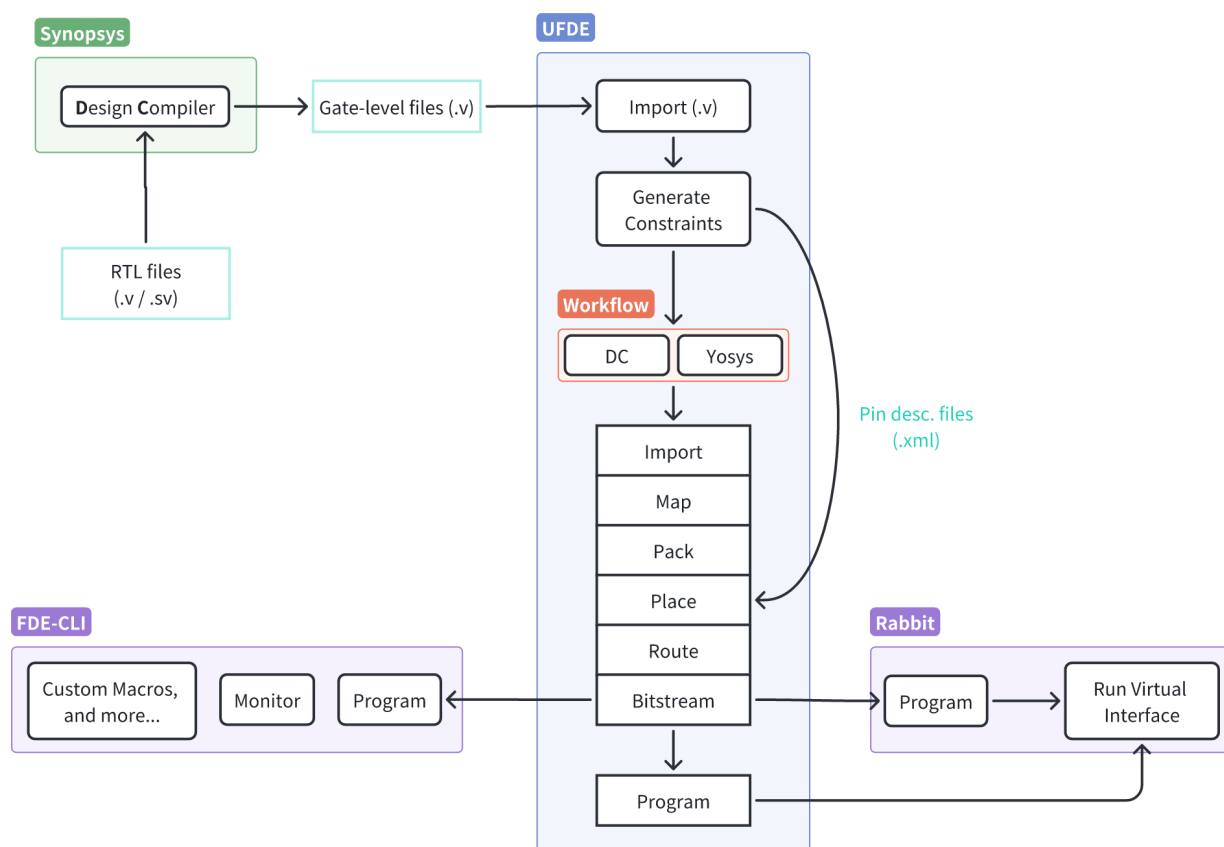 Synopsys
Design Compiler
RTL files
(.v / .sv)
Gate-level files (.v)
UFDE
Import (.v)
Generate
Constraints
Workflow
DC
Yosys
Import
Map
Pack
Place
Route
Bitstream
Program
Pin desc. files
(.xml)
FDE-CLI
Custom Macros,
and more...
Monitor
Program
Rabbit
Program
Run Virtual
Interface